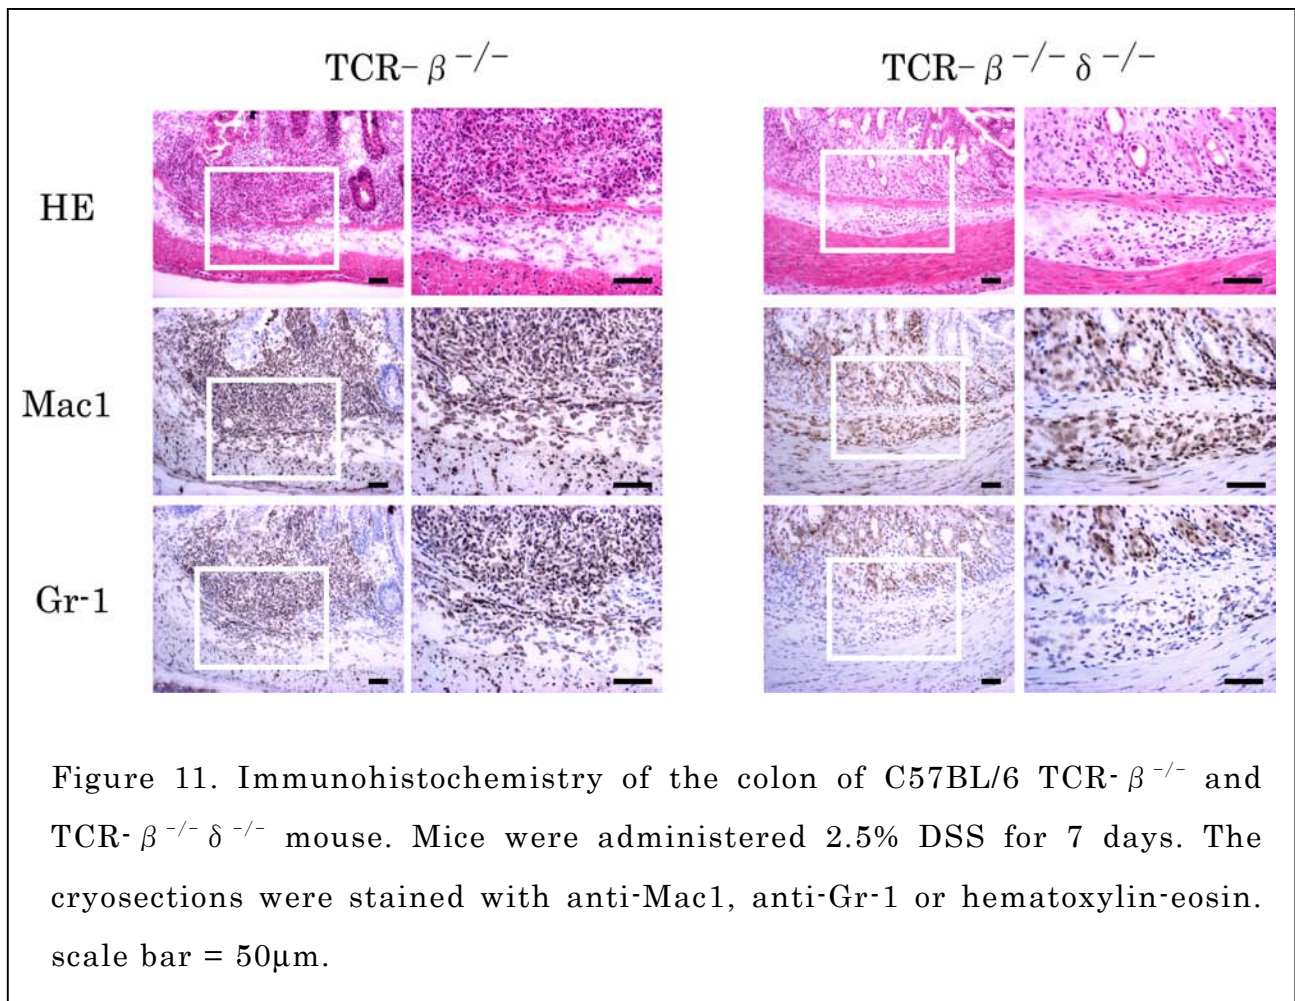 TCR-β⁻/⁻
TCR-β⁻/⁻δ⁻/⁻
HE
Mac1
Gr-1
Figure 11. Immunohistochemistry of the colon of C57BL/6 TCR-β⁻/⁻ and
TCR-β⁻/⁻δ⁻/⁻ mouse. Mice were administered 2.5% DSS for 7 days. The
cryosections were stained with anti-Mac1, anti-Gr-1 or hematoxylin-eosin.
scale bar = 50μm.